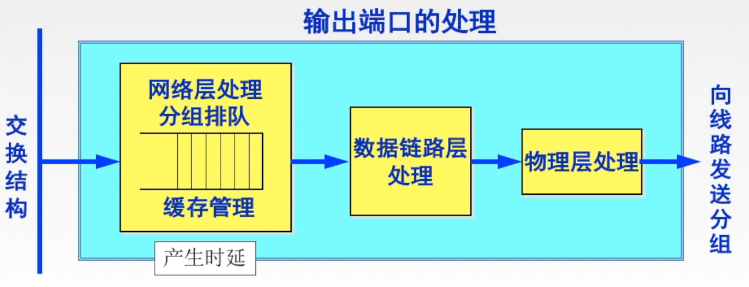 输出端口的处理
交换结构
网络层处理
分组排队
缓存管理
产生时延
数据链路层
处理
物理层处理
向线路发送分组